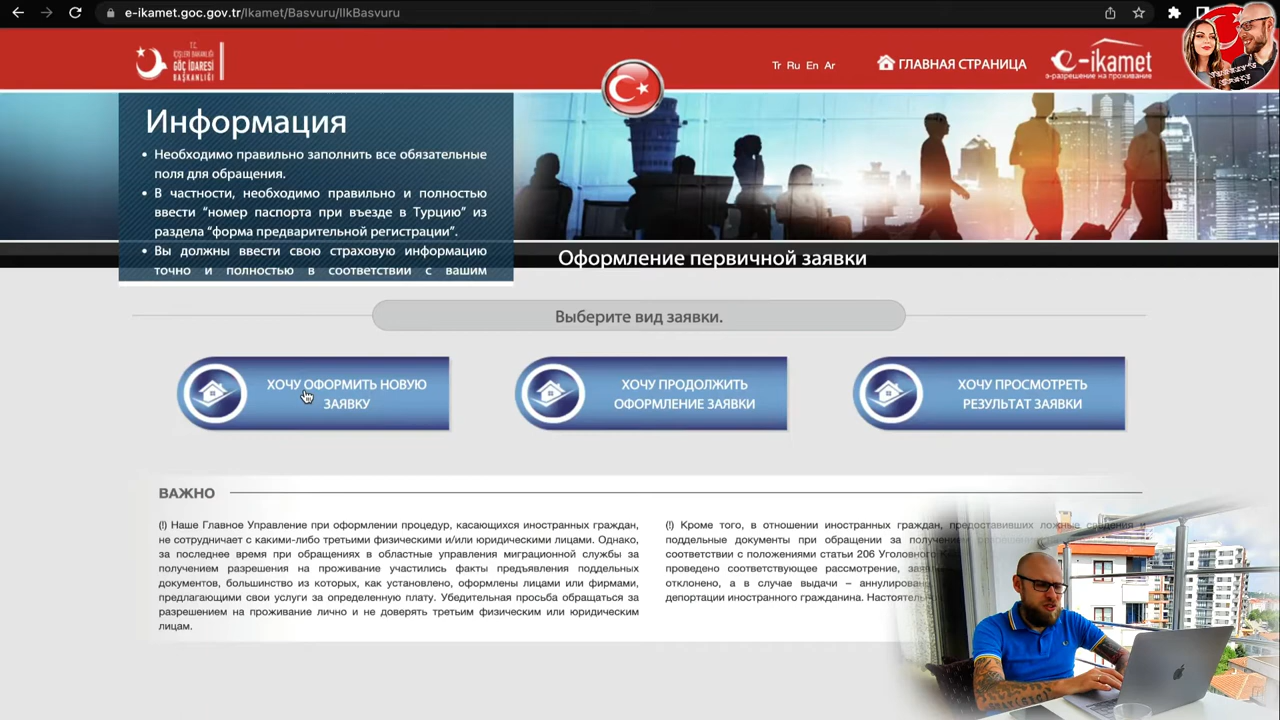 e-ikamet.goc.gov.tr/Ikamet/Basvuru/IlkBasvuru
T.C.
İÇİŞLERİ BAKANLIĞI
GÖÇ İDARESİ
BAŞKANLIĞI
Tr Ru En Ar
ГЛАВНАЯ СТРАНИЦА
e-ikamet
э-разрешение на проживание
Информация
• Необходимо правильно заполнить все обязательные
поля для обращения.
• В частности, необходимо правильно и полностью
ввести “номер паспорта при въезде в Турцию” из
раздела “форма предварительной регистрации”.
• Вы должны ввести свою страховую информацию
точно и полностью в соответствии с вашим
Оформление первичной заявки
Выберите вид заявки.
ХОЧУ ОФОРМИТЬ НОВУЮ
ЗАЯВКУ
ХОЧУ ПРОДОЛЖИТЬ
ОФОРМЛЕНИЕ ЗАЯВКИ
ХОЧУ ПРОСМОТРЕТЬ
РЕЗУЛЬТАТ ЗАЯВКИ
ВАЖНО
(!) Наше Главное Управление при оформлении процедур, касающихся иностранных граждан,
не сотрудничает с какими-либо третьими физическими и/или юридическими лицами. Однако,
за последнее время при обращениях в областные управления миграционной службы за
получением разрешения на проживание участились факты предъявления поддельных
документов, большинство из которых, как установлено, оформлены лицами или фирмами,
предлагающими свои услуги за определенную плату. Убедительная просьба обращаться за
разрешением на проживание лично и не доверять третьим физическим или юридическим
лицам.
(!) Кроме того, в отношении иностранных граждан, предоставивших ложные сведения и
поддельные документы при обращении за получением разрешения
соответствии с положениями статьи 206 Уголовного
проведено соответствующее рассмотрение,
отклонено, а в случае выдачи –
депортации иностранного гражданина.